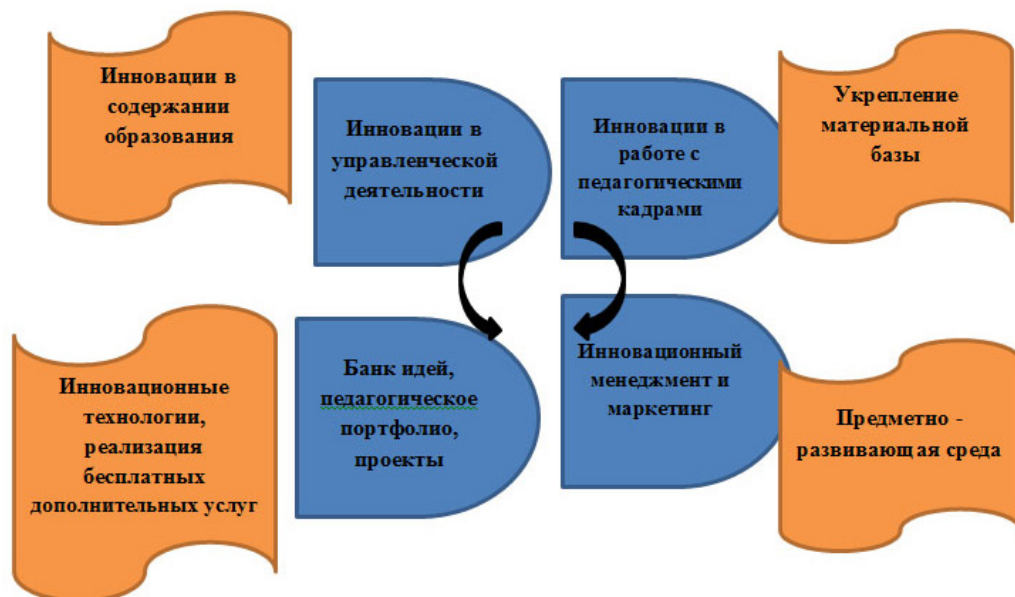 Инновации в
содержании
образования
Инновации в
управленческой
деятельности
Инновации в
работе с
педагогическими
кадрами
Укрепление
материальной
базы
Инновационные
технологии,
реализация
бесплатных
дополнительных услуг
Банк идей,
педагогическое
портфолио,
проекты
Инновационный
менеджмент и
маркетинг
Предметно -
развивающая среда